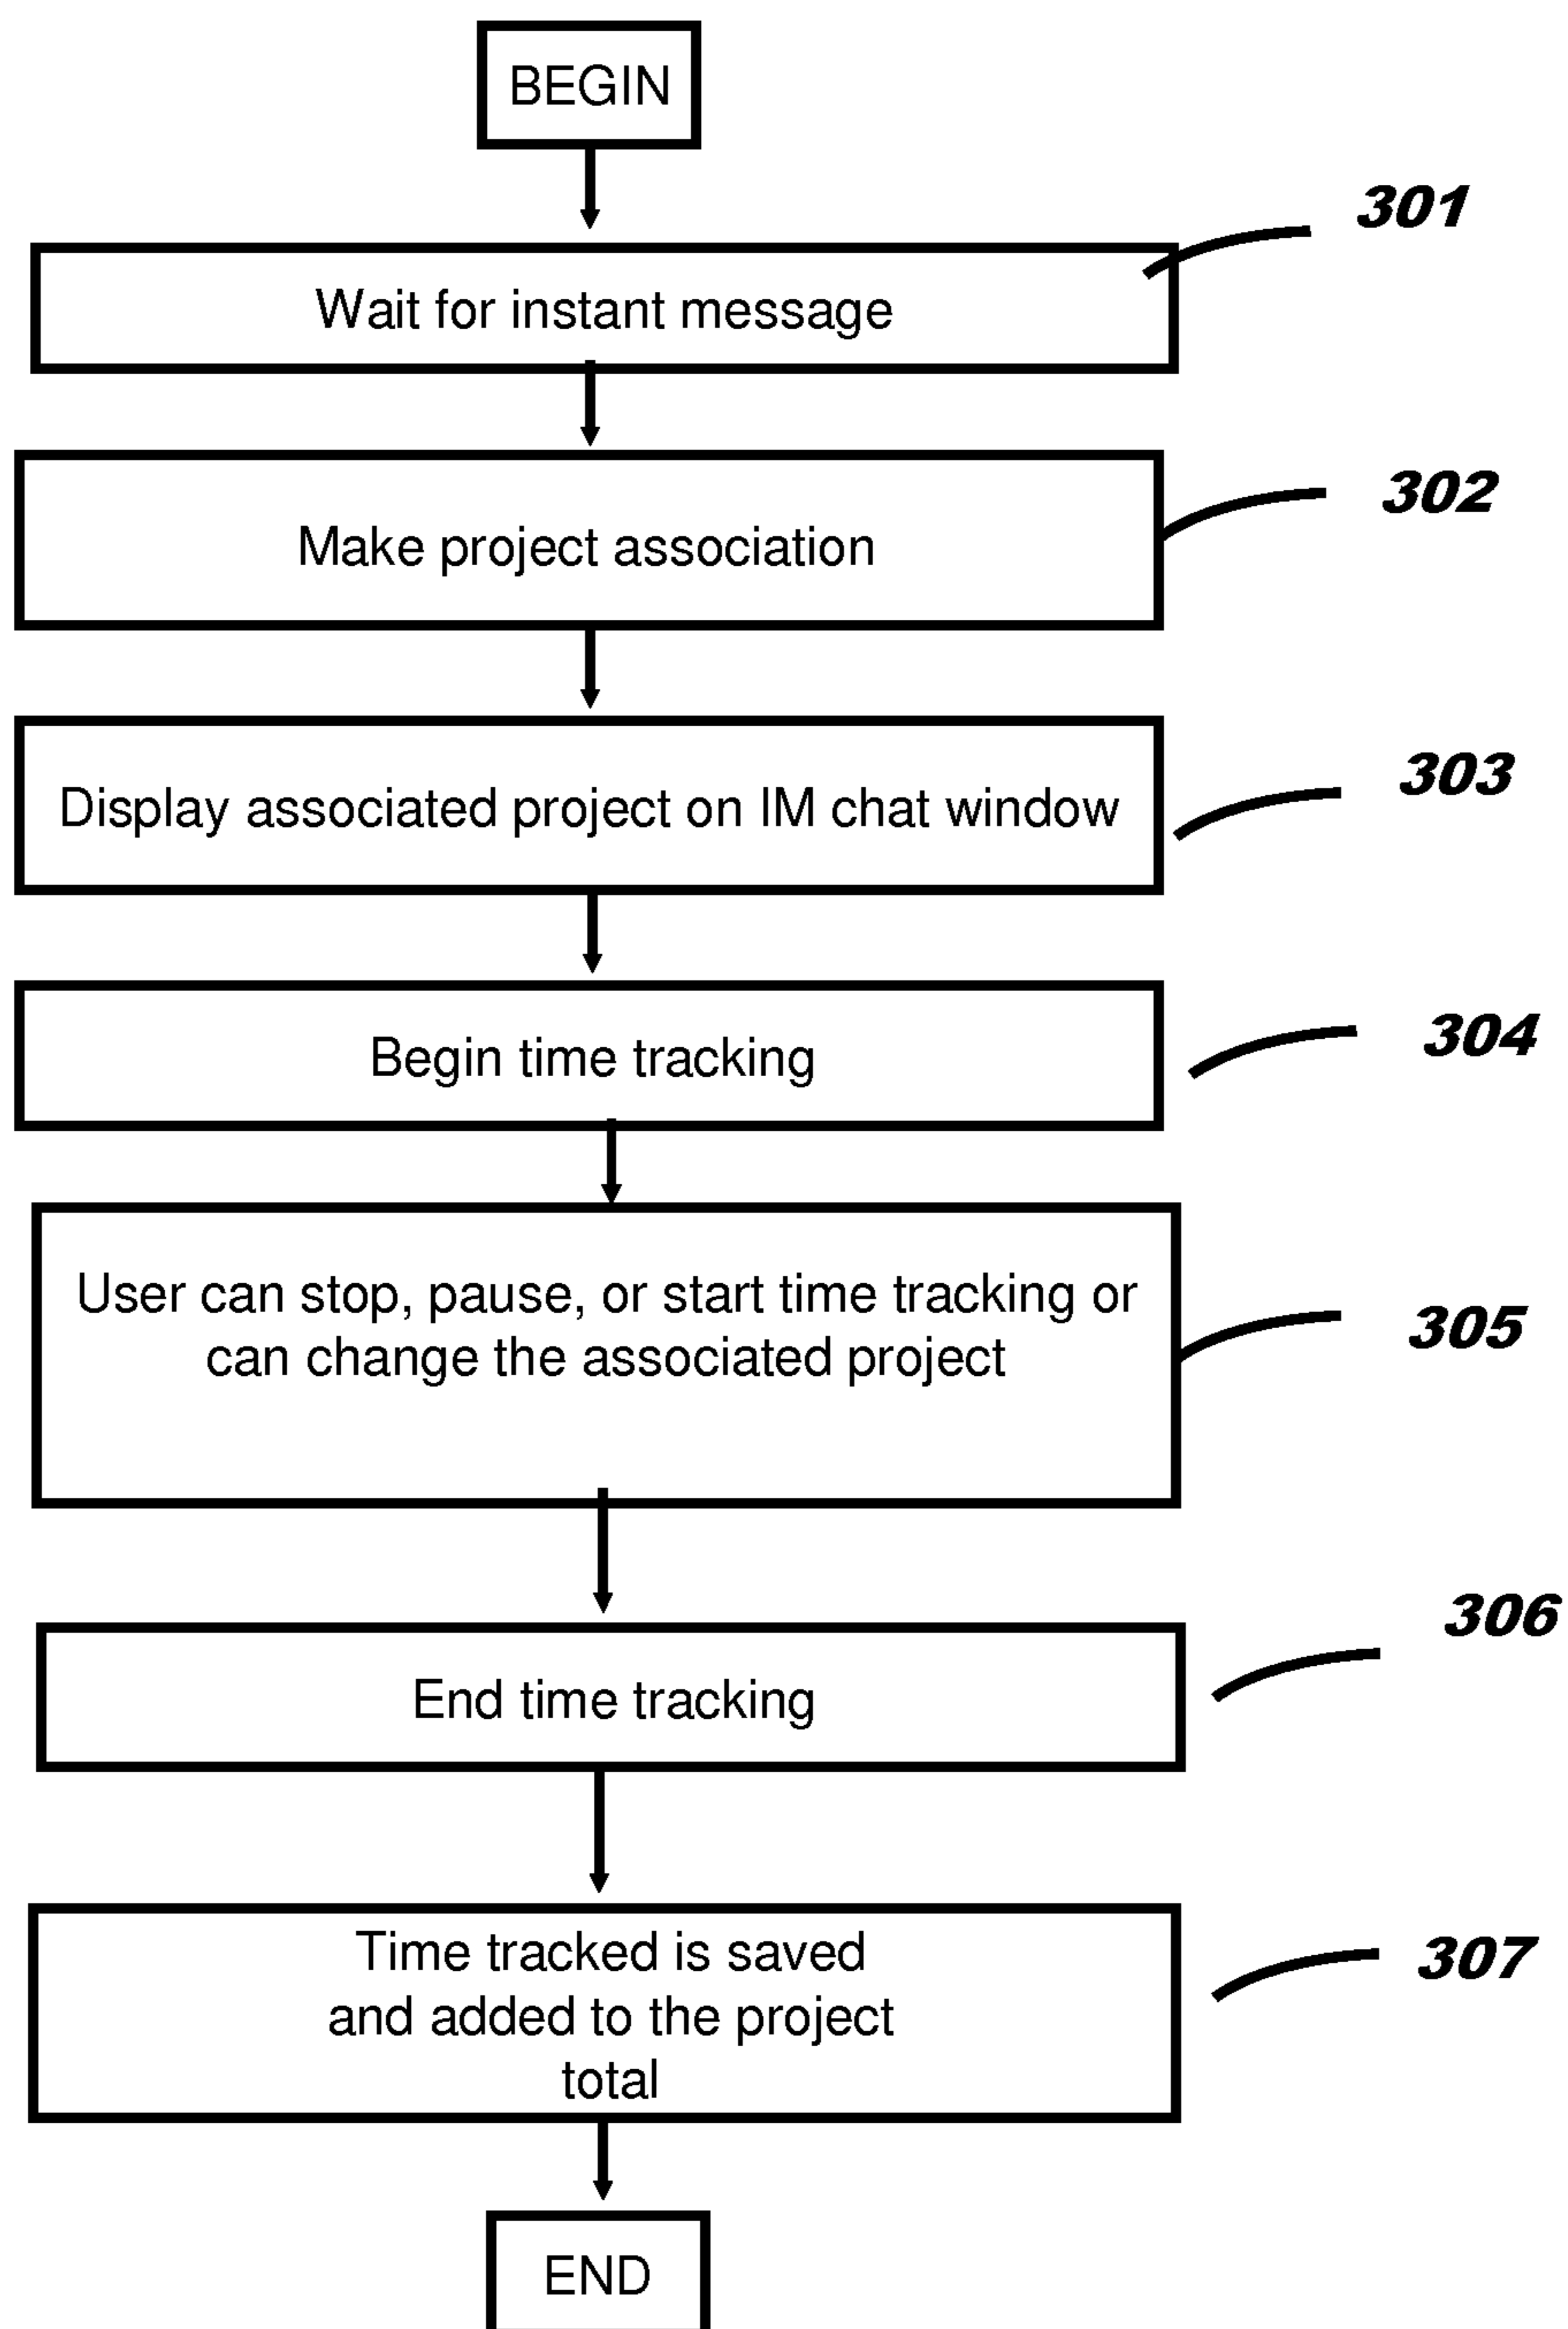 BEGIN
301
Wait for instant message
302
Make project association
303
Display associated project on IM chat window
304
Begin time tracking
User can stop, pause, or start time tracking or
can change the associated project
305
306
End time tracking
Time tracked is saved
and added to the project
total
307
END